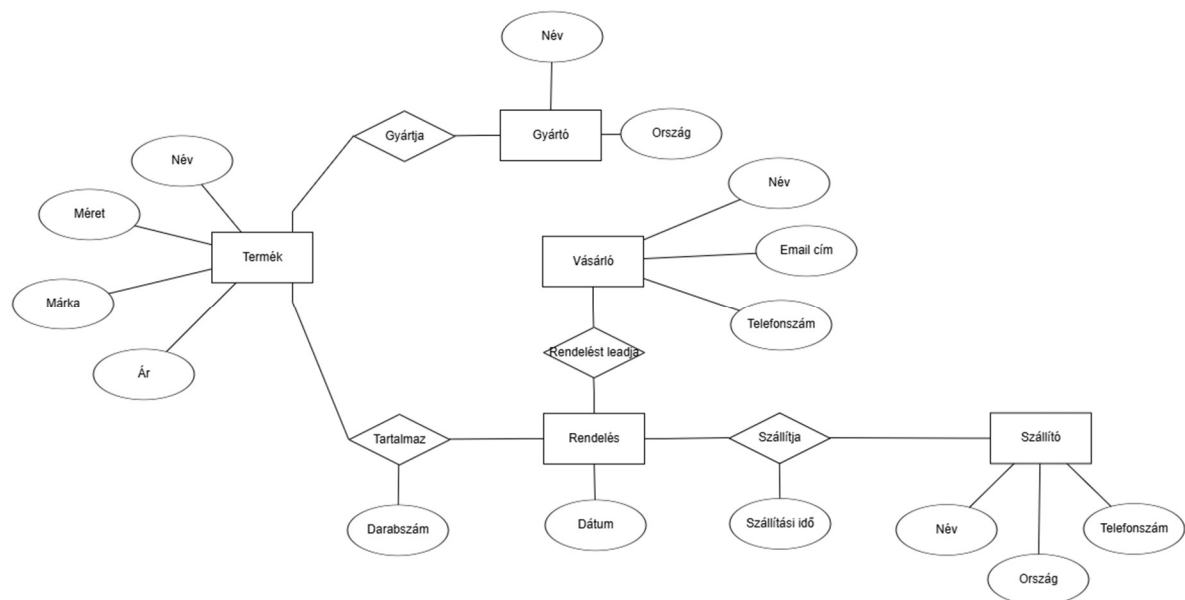 Név
Gyártja
Gyártó
Ország
Név
Név
Méret
Email cím
Termék
Vásárló
Márka
Telefonszám
Rendelést leadja
Ár
Tartalmaz
Rendelés
Szállítja
Szállító
Darabszám
Dátum
Szállítási idő
Név
Telefonszám
Ország